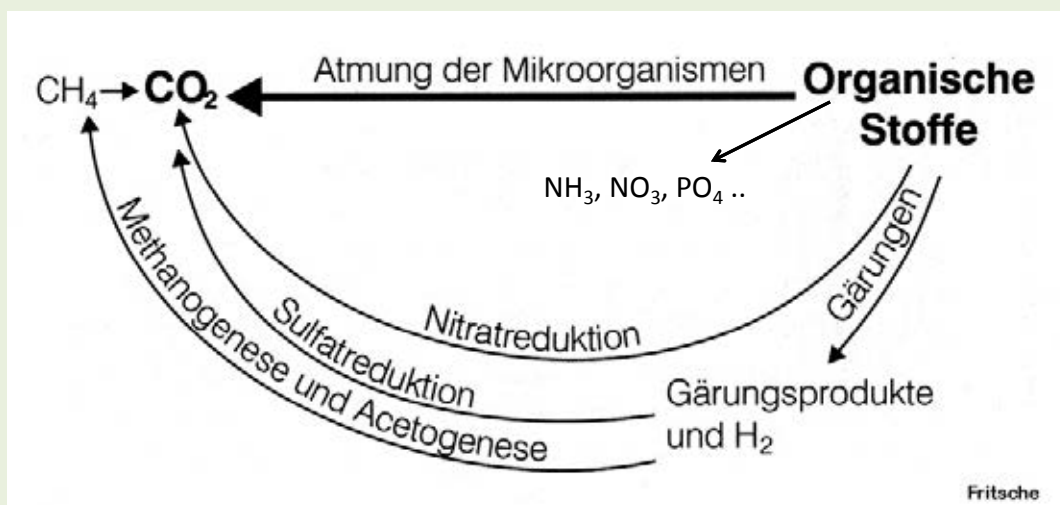 Atmung der Mikroorganismen
CH₄ → CO₂
Organische
Stoffe
NH₃, NO₃, PO₄ ..
Gärungen
Nitratreduktion
Sulfatreduktion
Methanogenese und Acetogenese
Gärungsprodukte
und H₂
Fritsche